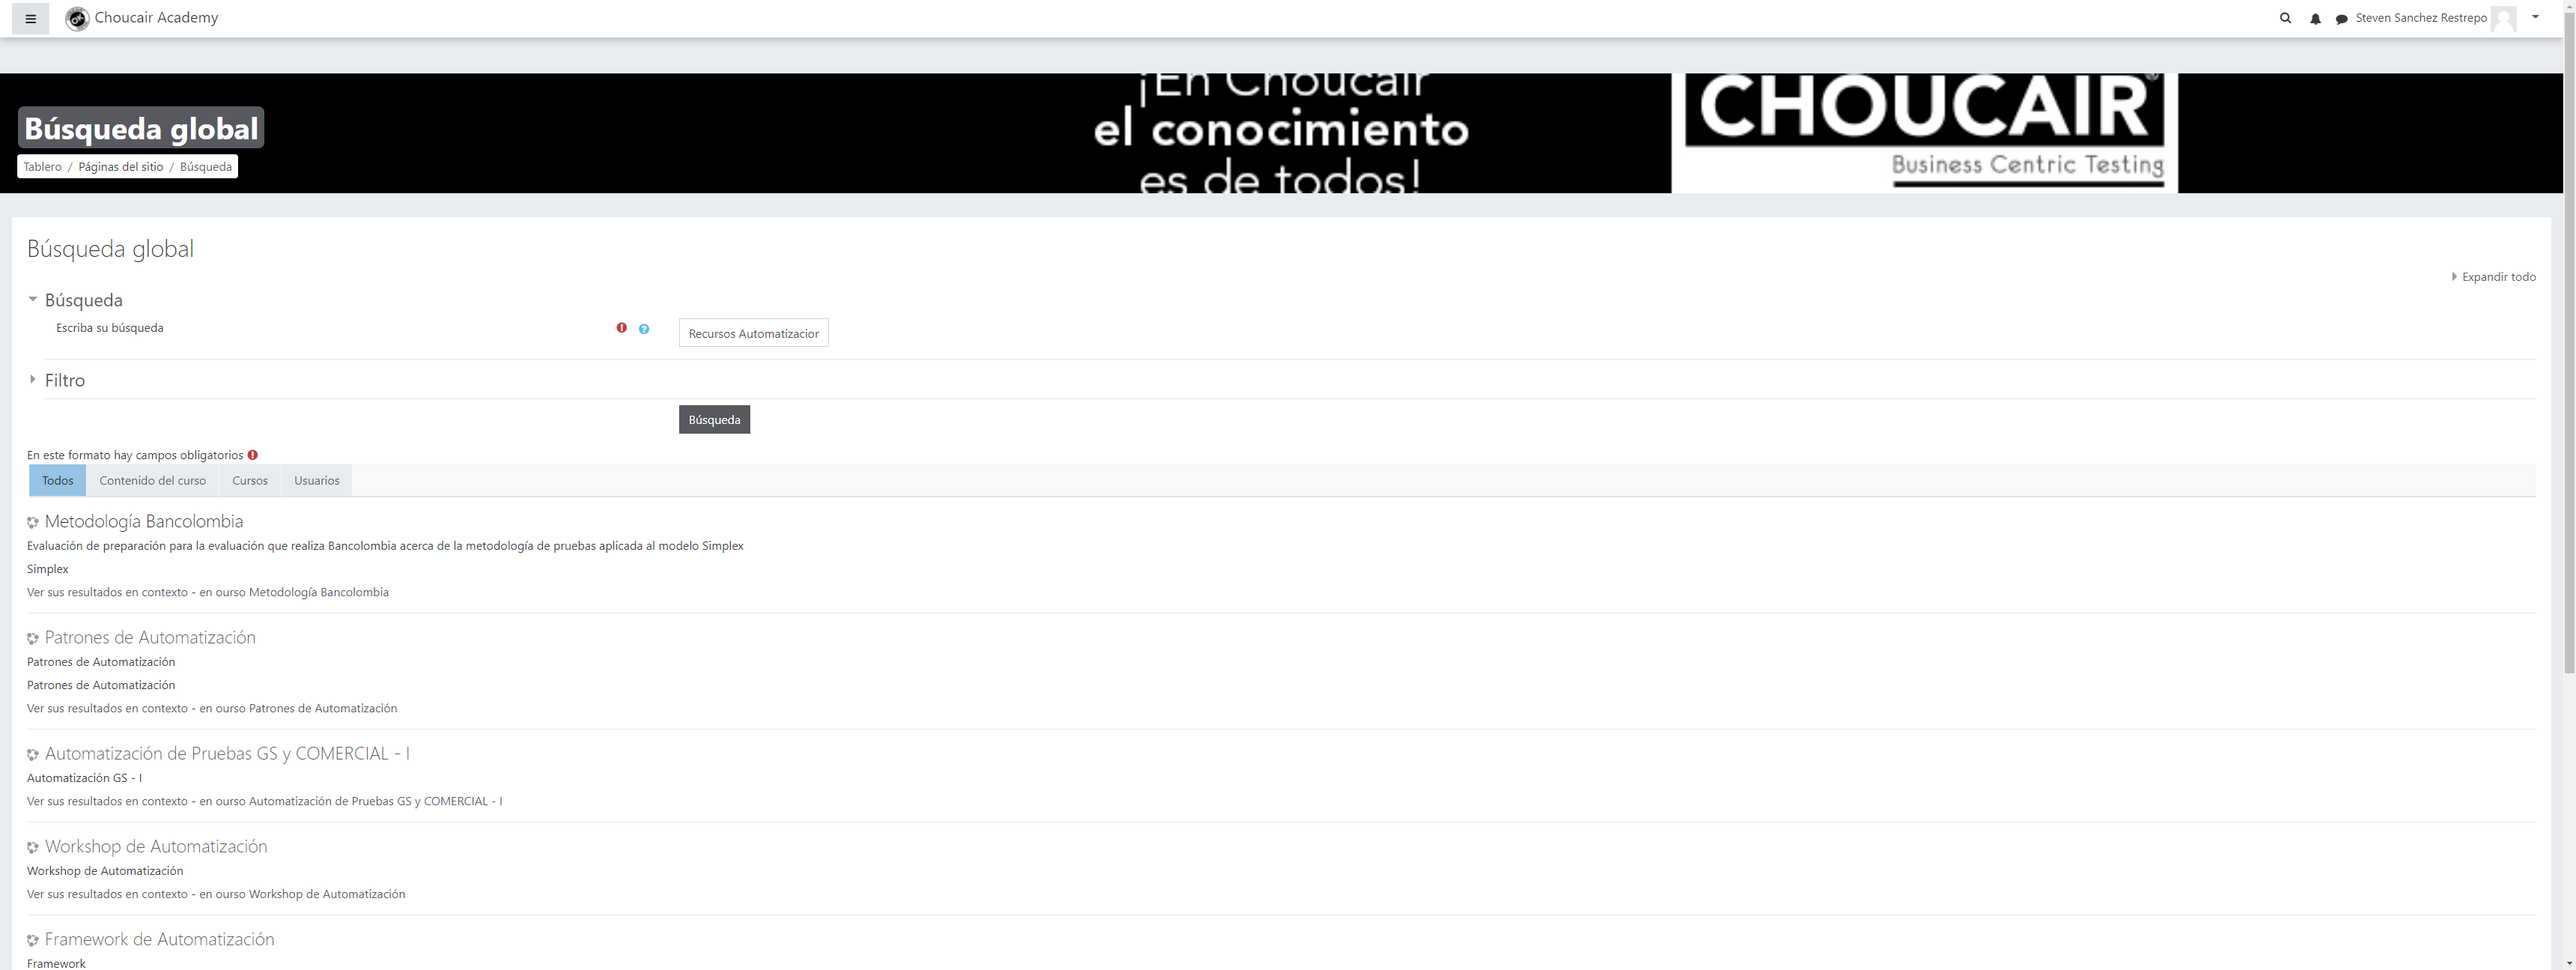 Choucair Academy
Steven Sanchez Restrepo
¡En Choucair
el conocimiento
es de todos!
CHOUCAIR®
Business Centric Testing
Búsqueda global
Tablero / Páginas del sitio / Búsqueda
Búsqueda global
Expandir todo
Búsqueda
Escriba su búsqueda
Recursos Automatizacior
Filtro
Búsqueda
En este formato hay campos obligatorios
Todos
Contenido del curso
Cursos
Usuarios
Metodología Bancolombia
Evaluación de preparación para la evaluación que realiza Bancolombia acerca de la metodología de pruebas aplicada al modelo Simplex
Simplex
Ver sus resultados en contexto - en ourso Metodología Bancolombia
Patrones de Automatización
Patrones de Automatización
Patrones de Automatización
Ver sus resultados en contexto - en ourso Patrones de Automatización
Automatización de Pruebas GS y COMERCIAL - I
Automatización GS - I
Ver sus resultados en contexto - en ourso Automatización de Pruebas GS y COMERCIAL - I
Workshop de Automatización
Workshop de Automatización
Ver sus resultados en contexto - en ourso Workshop de Automatización
Framework de Automatización
Framework